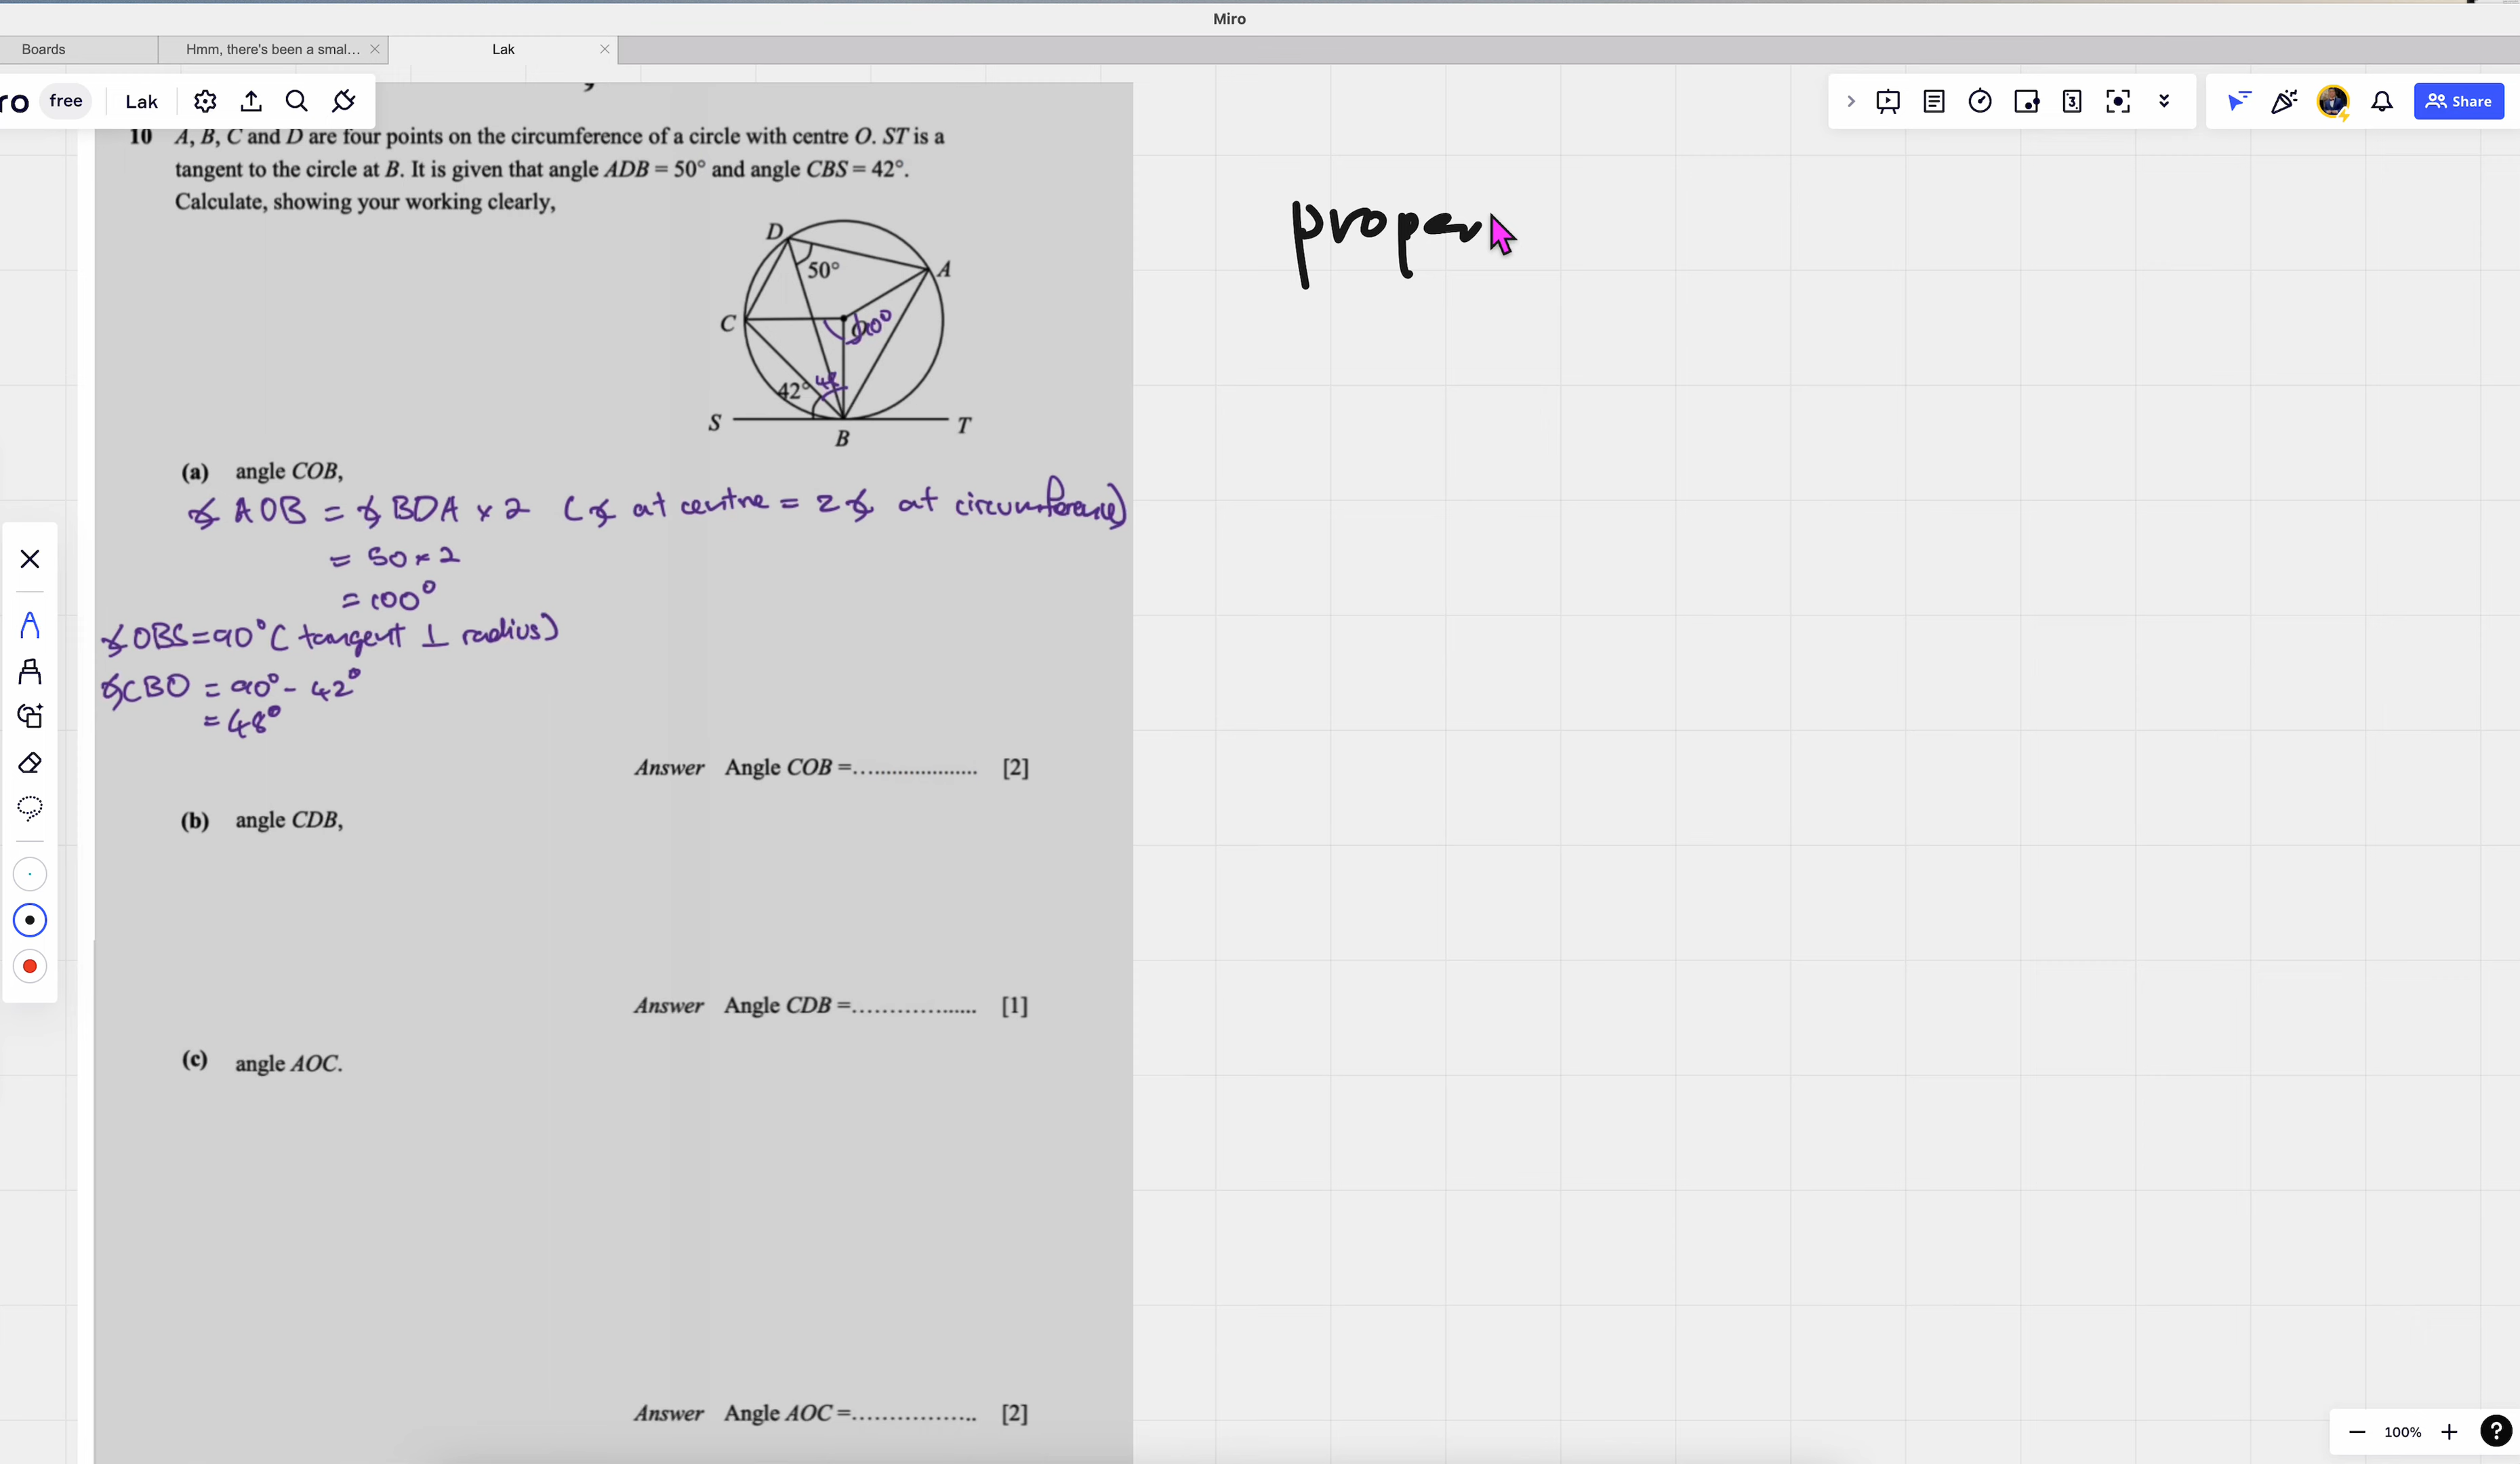 Miro
Boards
Hmm, there's been a smal...
Lak
ro free Lak
Share
10 A, B, C and D are four points on the circumference of a circle with centre O. ST is a
tangent to the circle at B. It is given that angle ADB = 50° and angle CBS = 42°.
Calculate, showing your working clearly,
proper
D
50°
A
C
100°
42°
48
S
B
T
(a) angle COB,
∡ AOB = ∡ BDA × 2 (∡ at centre = 2∡ at circumference)
= 50 × 2
= 100°
∡OBS = 90° (tangent ⊥ radius)
∡CBO = 90° - 42°
= 48°
Answer Angle COB =...................... [2]
(b) angle CDB,
Answer Angle CDB =.................. [1]
(c) angle AOC.
Answer Angle AOC =.................. [2]
100%